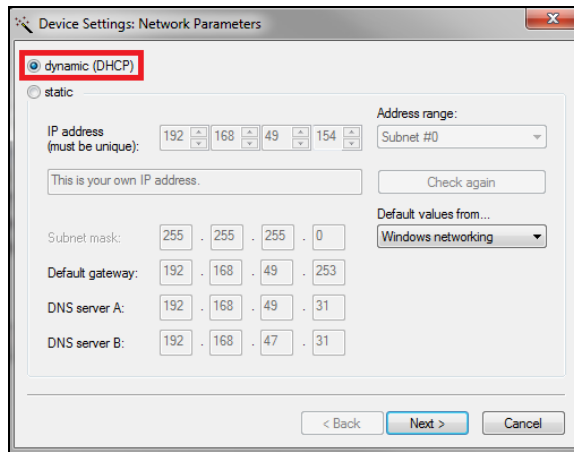 Device Settings: Network Parameters
dynamic (DHCP)
static
Address range:
IP address
(must be unique):
192 168 49 154
Subnet #0
This is your own IP address.
Check again
Default values from...
Subnet mask:
255 . 255 . 255 . 0
Windows networking
Default gateway:
192 . 168 . 49 . 253
DNS server A:
192 . 168 . 49 . 31
DNS server B:
192 . 168 . 47 . 31
< Back
Next >
Cancel